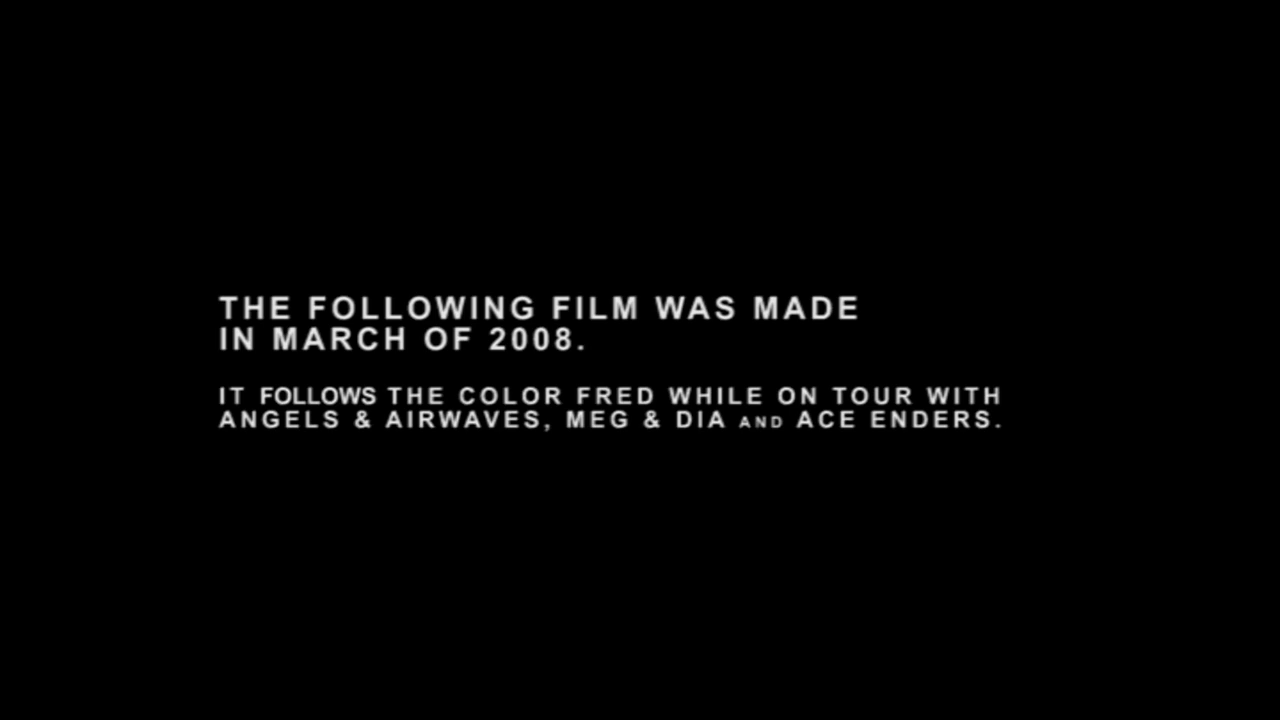 THE FOLLOWING FILM WAS MADE
IN MARCH OF 2008.
IT FOLLOWS THE COLOR FRED WHILE ON TOUR WITH
ANGELS & AIRWAVES, MEG & DIA AND ACE ENDERS.